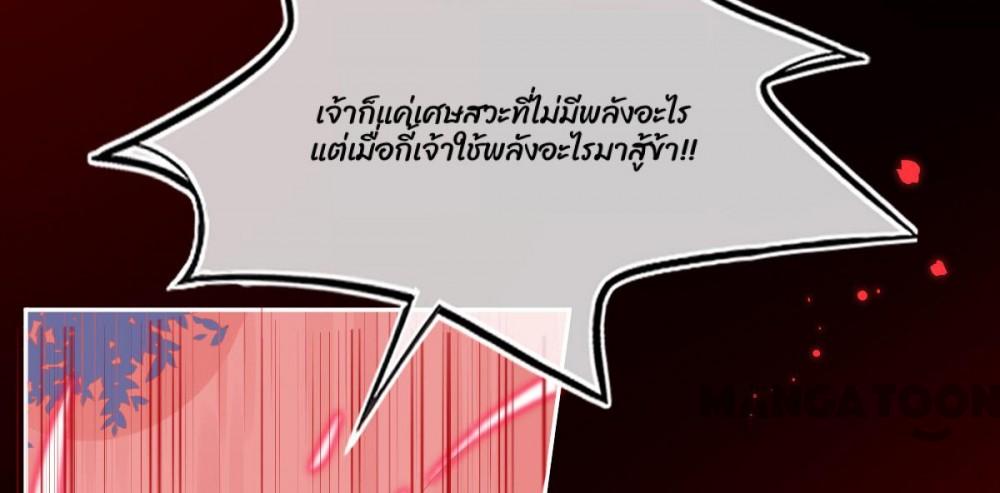 เจ้าก็แค่เศษสวะที่ไม่มีพลังอะไร
แต่เมื่อกี้เจ้าใช้พลังอะไรมาสู้ข้า!!
MANGATOON